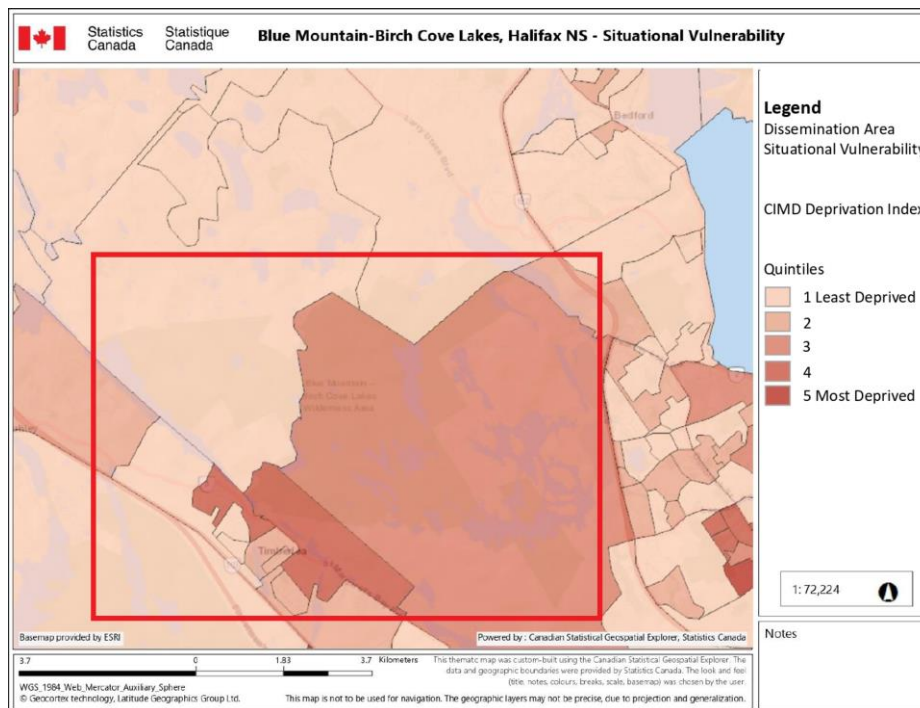 Statistics Canada
Statistique Canada
Blue Mountain-Birch Cove Lakes, Halifax NS - Situational Vulnerability
Bedford
Blue Mountain -
Birch Cove Lakes
Wilderness Area
Timberlea
Basemap provided by ESRI
Powered by : Canadian Statistical Geospatial Explorer, Statistics Canada
Legend
Dissemination Area
Situational Vulnerability
CIMD Deprivation Index
Quintiles
1 Least Deprived
2
3
4
5 Most Deprived
1: 72,224
Notes
3.7 0 1.83 3.7 Kilometers
WGS_1984_Web_Mercator_Auxiliary_Sphere
© Geocortex technology, Latitude Geographics Group Ltd.
This thematic map was custom-built using the Canadian Statistical Geospatial Explorer. The
data and geographic boundaries were provided by Statistics Canada. The look and feel
(title, notes, colours, breaks, scale, basemap) was chosen by the user.
This map is not to be used for navigation. The geographic layers may not be precise, due to projection and generalization.